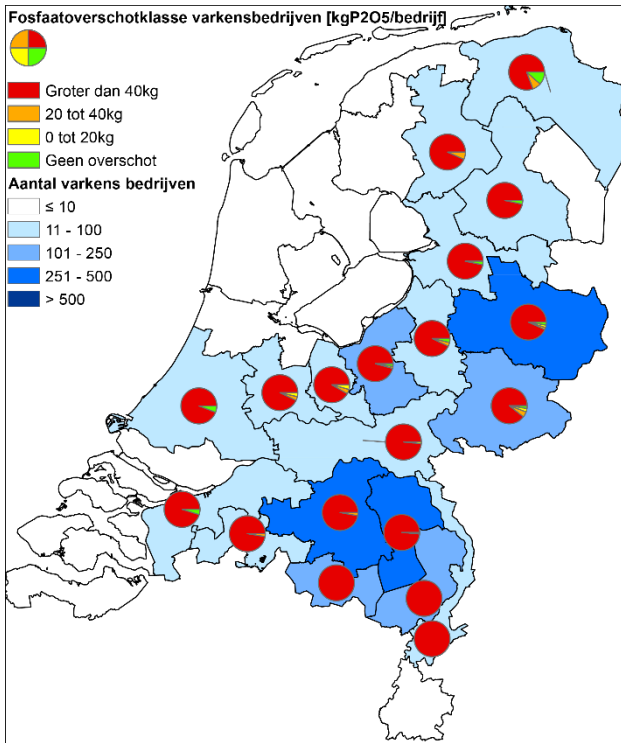 Fosfaatoverschotklasse varkensbedrijven [kgP2O5/bedrijf]
Groter dan 40kg
20 tot 40kg
0 tot 20kg
Geen overschot
Aantal varkens bedrijven
≤ 10
11 - 100
101 - 250
251 - 500
> 500